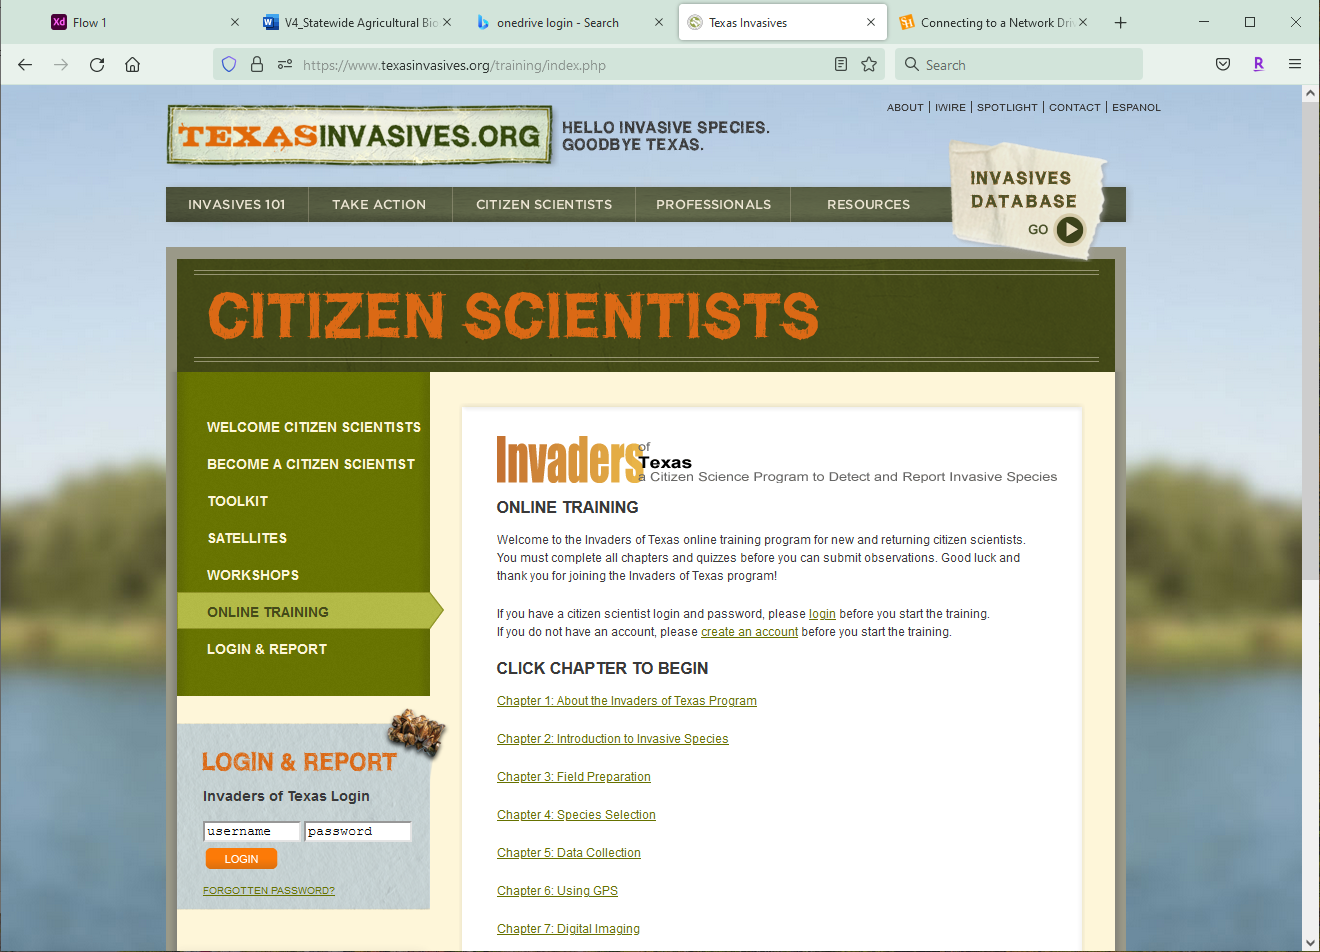 Flow 1
V4_Statewide Agricultural Bio
onedrive login - Search
Texas Invasives
Connecting to a Network Dri
https://www.texasinvasives.org/training/index.php
Search
ABOUT | IWIRE | SPOTLIGHT | CONTACT | ESPANOL
TEXASINVASIVES.ORG
HELLO INVASIVE SPECIES.
GOODBYE TEXAS.
INVASIVES
DATABASE
GO
INVASIVES 101
TAKE ACTION
CITIZEN SCIENTISTS
PROFESSIONALS
RESOURCES
CITIZEN SCIENTISTS
WELCOME CITIZEN SCIENTISTS
BECOME A CITIZEN SCIENTIST
TOOLKIT
SATELLITES
WORKSHOPS
ONLINE TRAINING
LOGIN & REPORT
LOGIN & REPORT
Invaders of Texas Login
username password
LOGIN
FORGOTTEN PASSWORD?
Invaders of
Texas
a Citizen Science Program to Detect and Report Invasive Species
ONLINE TRAINING
Welcome to the Invaders of Texas online training program for new and returning citizen scientists.
You must complete all chapters and quizzes before you can submit observations. Good luck and
thank you for joining the Invaders of Texas program!
If you have a citizen scientist login and password, please login before you start the training.
If you do not have an account, please create an account before you start the training.
CLICK CHAPTER TO BEGIN
Chapter 1: About the Invaders of Texas Program
Chapter 2: Introduction to Invasive Species
Chapter 3: Field Preparation
Chapter 4: Species Selection
Chapter 5: Data Collection
Chapter 6: Using GPS
Chapter 7: Digital Imaging